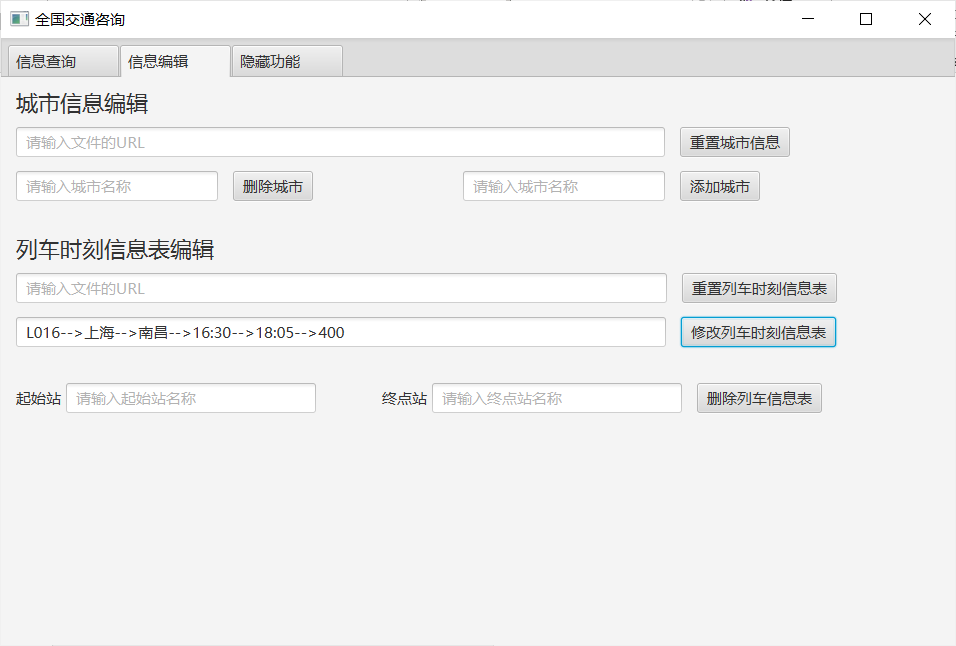 全国交通咨询
信息查询 信息编辑 隐藏功能
城市信息编辑
请输入文件的URL 重置城市信息
请输入城市名称 删除城市 请输入城市名称 添加城市
列车时刻信息表编辑
请输入文件的URL 重置列车时刻信息表
L016-->上海-->南昌-->16:30-->18:05-->400 修改列车时刻信息表
起始站 请输入起始站名称 终点站 请输入终点站名称 删除列车信息表